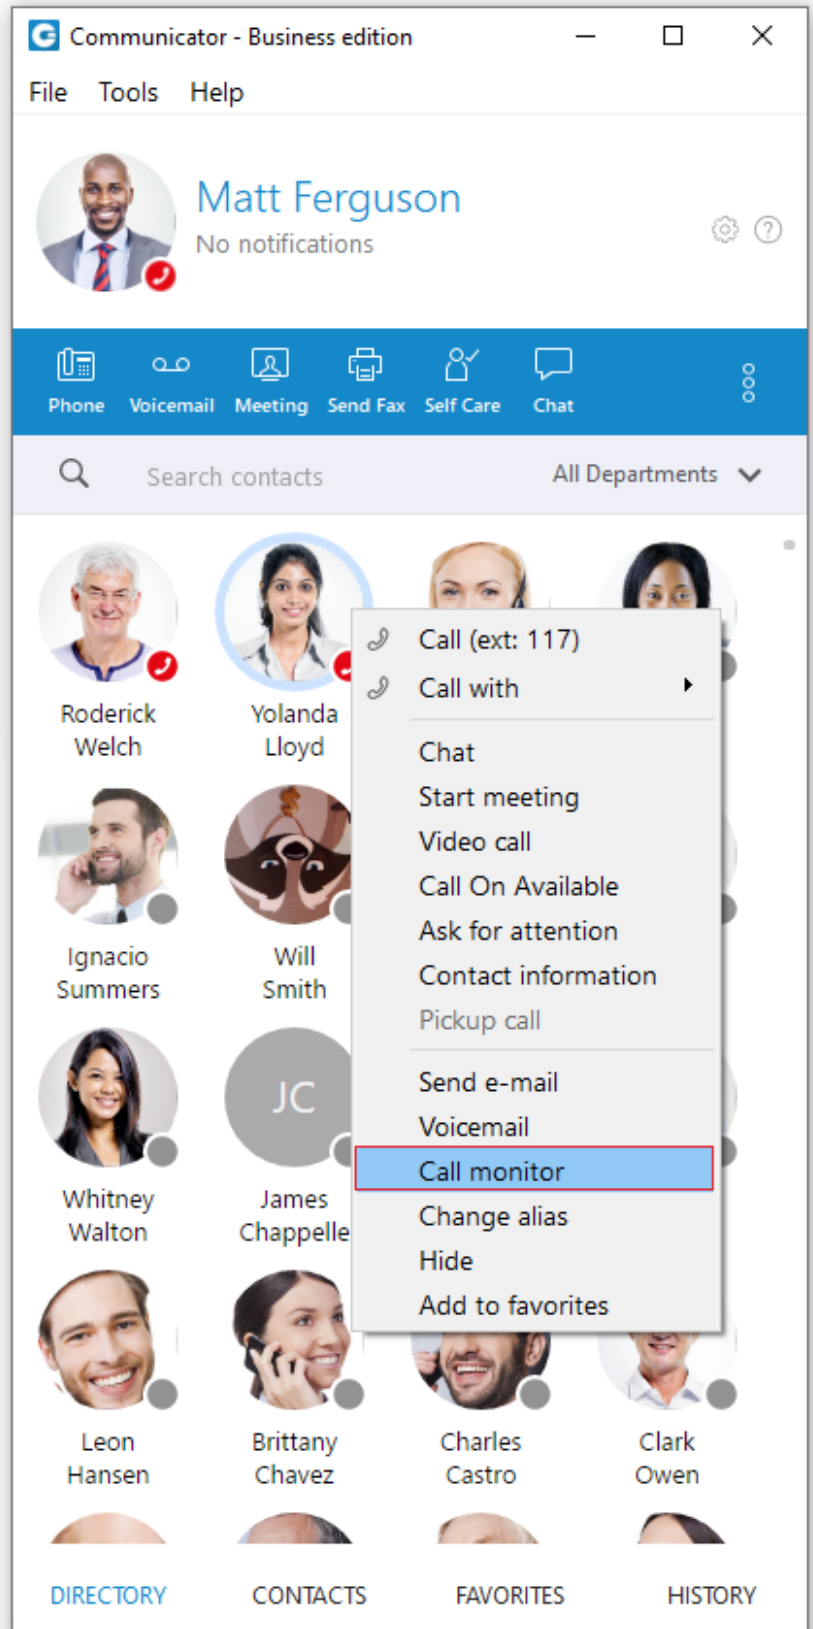 Communicator - Business edition
File Tools Help
Matt Ferguson
No notifications
Phone Voicemail Meeting Send Fax Self Care Chat
Search contacts All Departments
Roderick
Welch
Yolanda
Lloyd
Call (ext: 117)
Call with
Chat
Start meeting
Video call
Call On Available
Ask for attention
Contact information
Pickup call
Send e-mail
Voicemail
Call monitor
Change alias
Hide
Add to favorites
Ignacio
Summers
Will
Smith
Whitney
Walton
JC
James
Chappelle
Leon
Hansen
Brittany
Chavez
Charles
Castro
Clark
Owen
DIRECTORY CONTACTS FAVORITES HISTORY